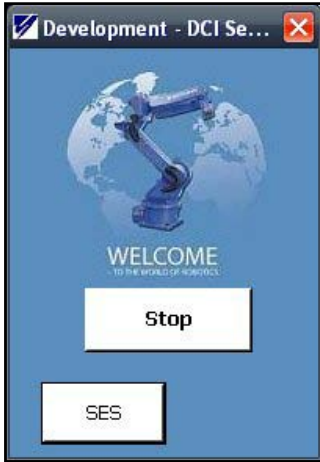 Development - DCI Se...
WELCOME
- TO THE WORLD OF ROBOTICS
Stop
SES